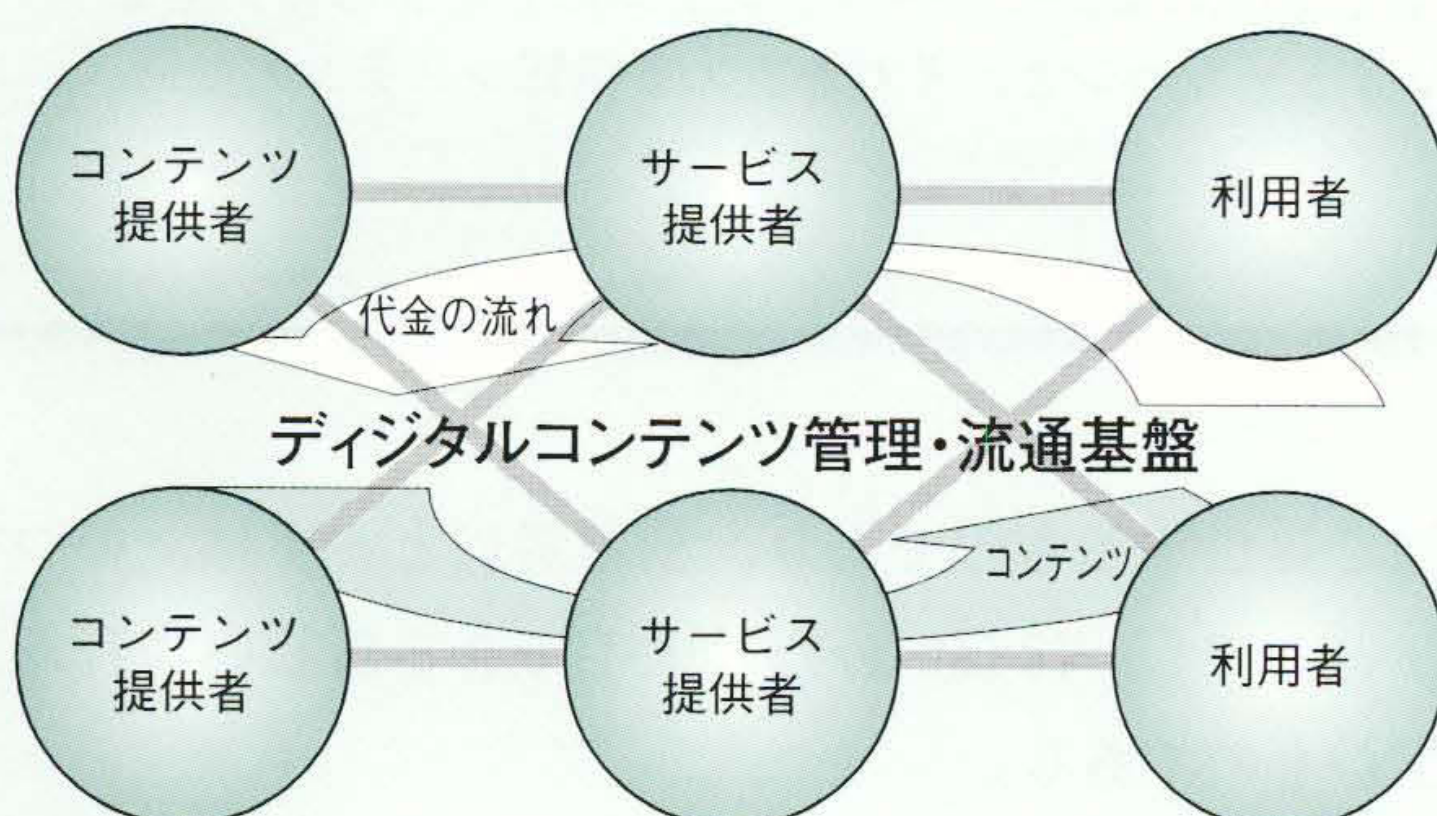 コンテンツ
提供者
サービス
提供者
利用者
代金の流れ
ディジタルコンテンツ管理・流通基盤
コンテンツ
コンテンツ
提供者
サービス
提供者
利用者